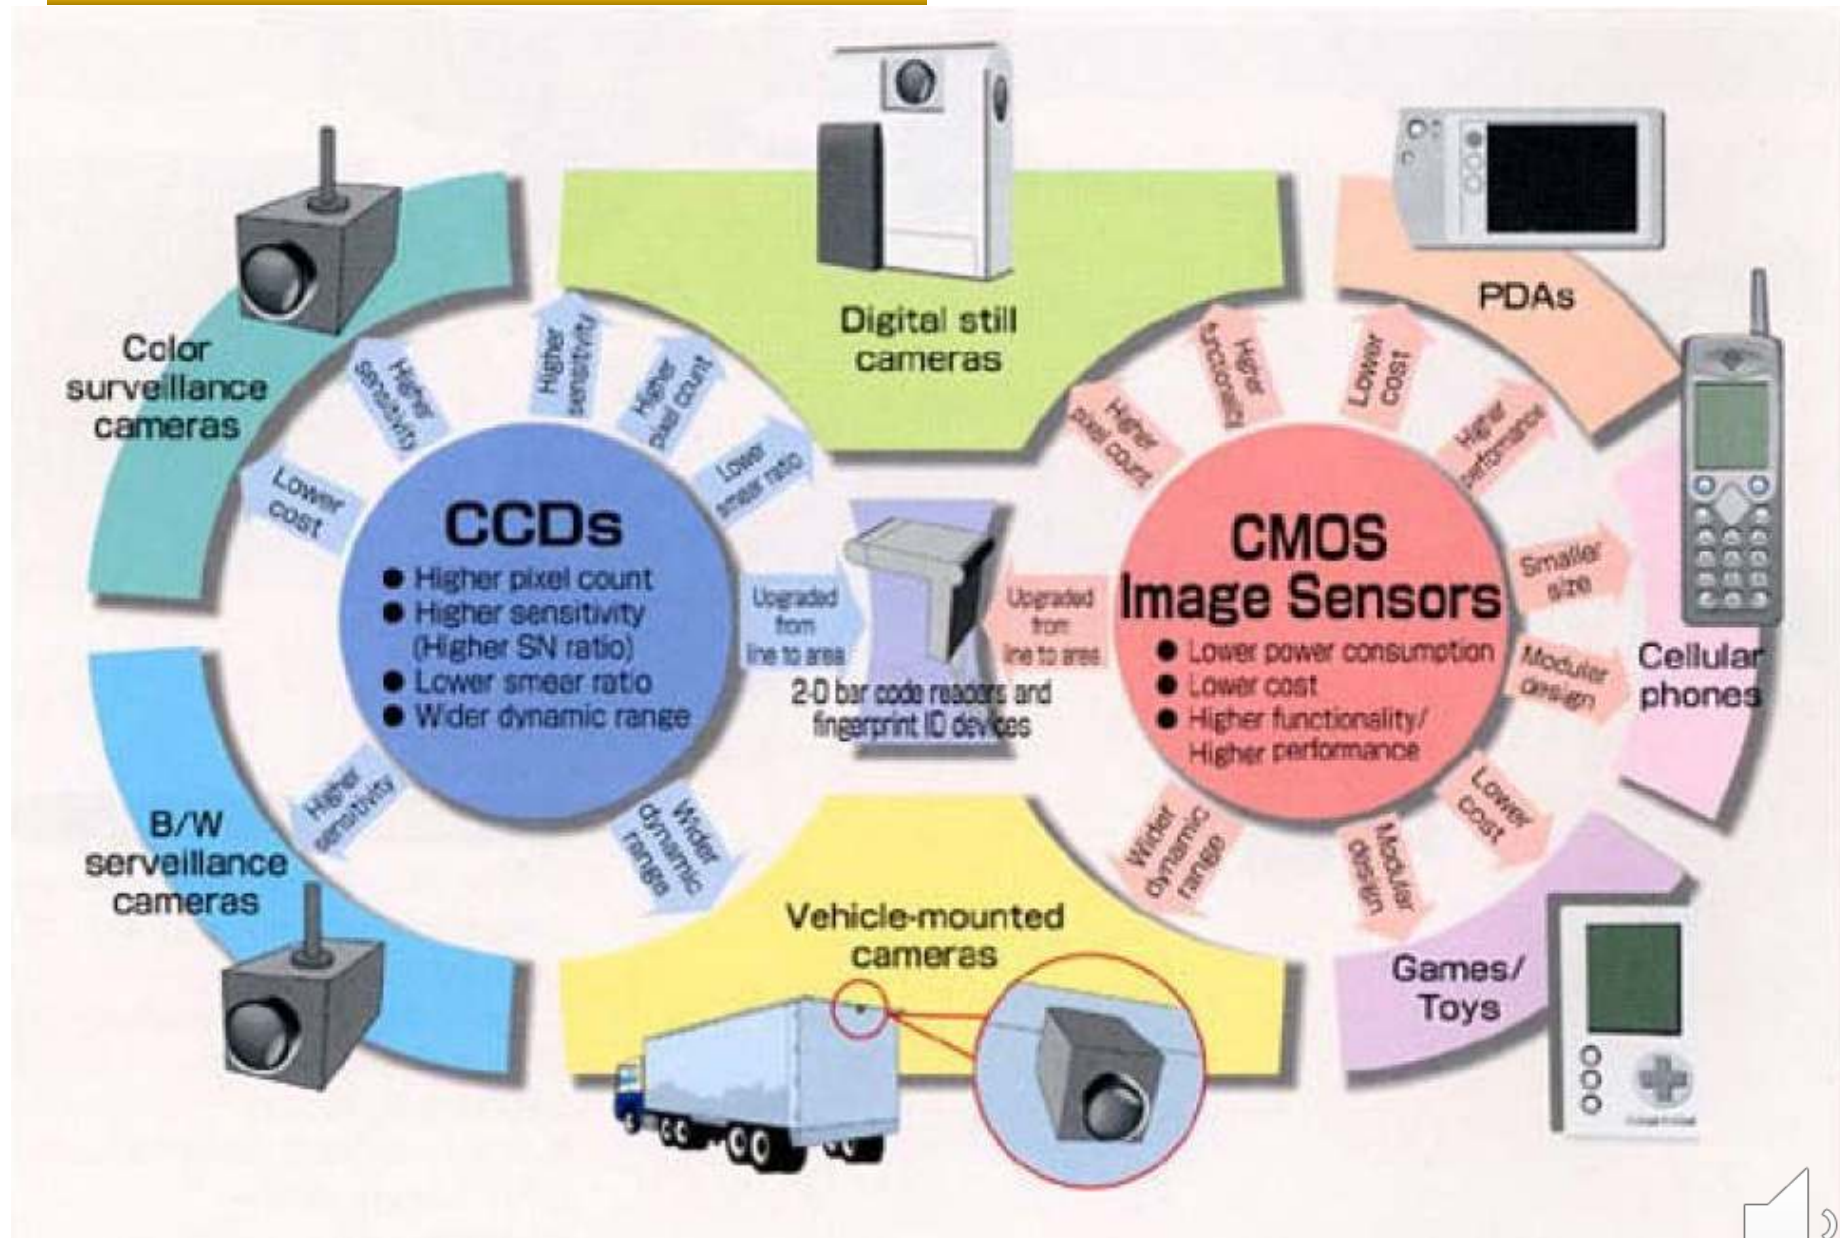 Digital still
cameras
PDAs
Color
surveillance
cameras
Higher
sensitivity
Lower
cost
Higher
sensitivity
Higher
pixel count
Lower
smear ratio
Higher
pixel count
Higher
functionality
Lower
cost
Higher
performance
CCDs
● Higher pixel count
● Higher sensitivity
(Higher SN ratio)
● Lower smear ratio
● Wider dynamic range
Upgraded
from
line to area
2-D bar code readers and
fingerprint ID devices
Upgraded
from
line to area
CMOS
Image Sensors
● Lower power consumption
● Lower cost
● Higher functionality/
Higher performance
Smaller
size
Modular
design
Cellular
phones
Higher
sensitivity
Wider
dynamic
range
Wider
dynamic
range
Modular
design
Lower
cost
B/W
serveillance
cameras
Vehicle-mounted
cameras
Games/
Toys